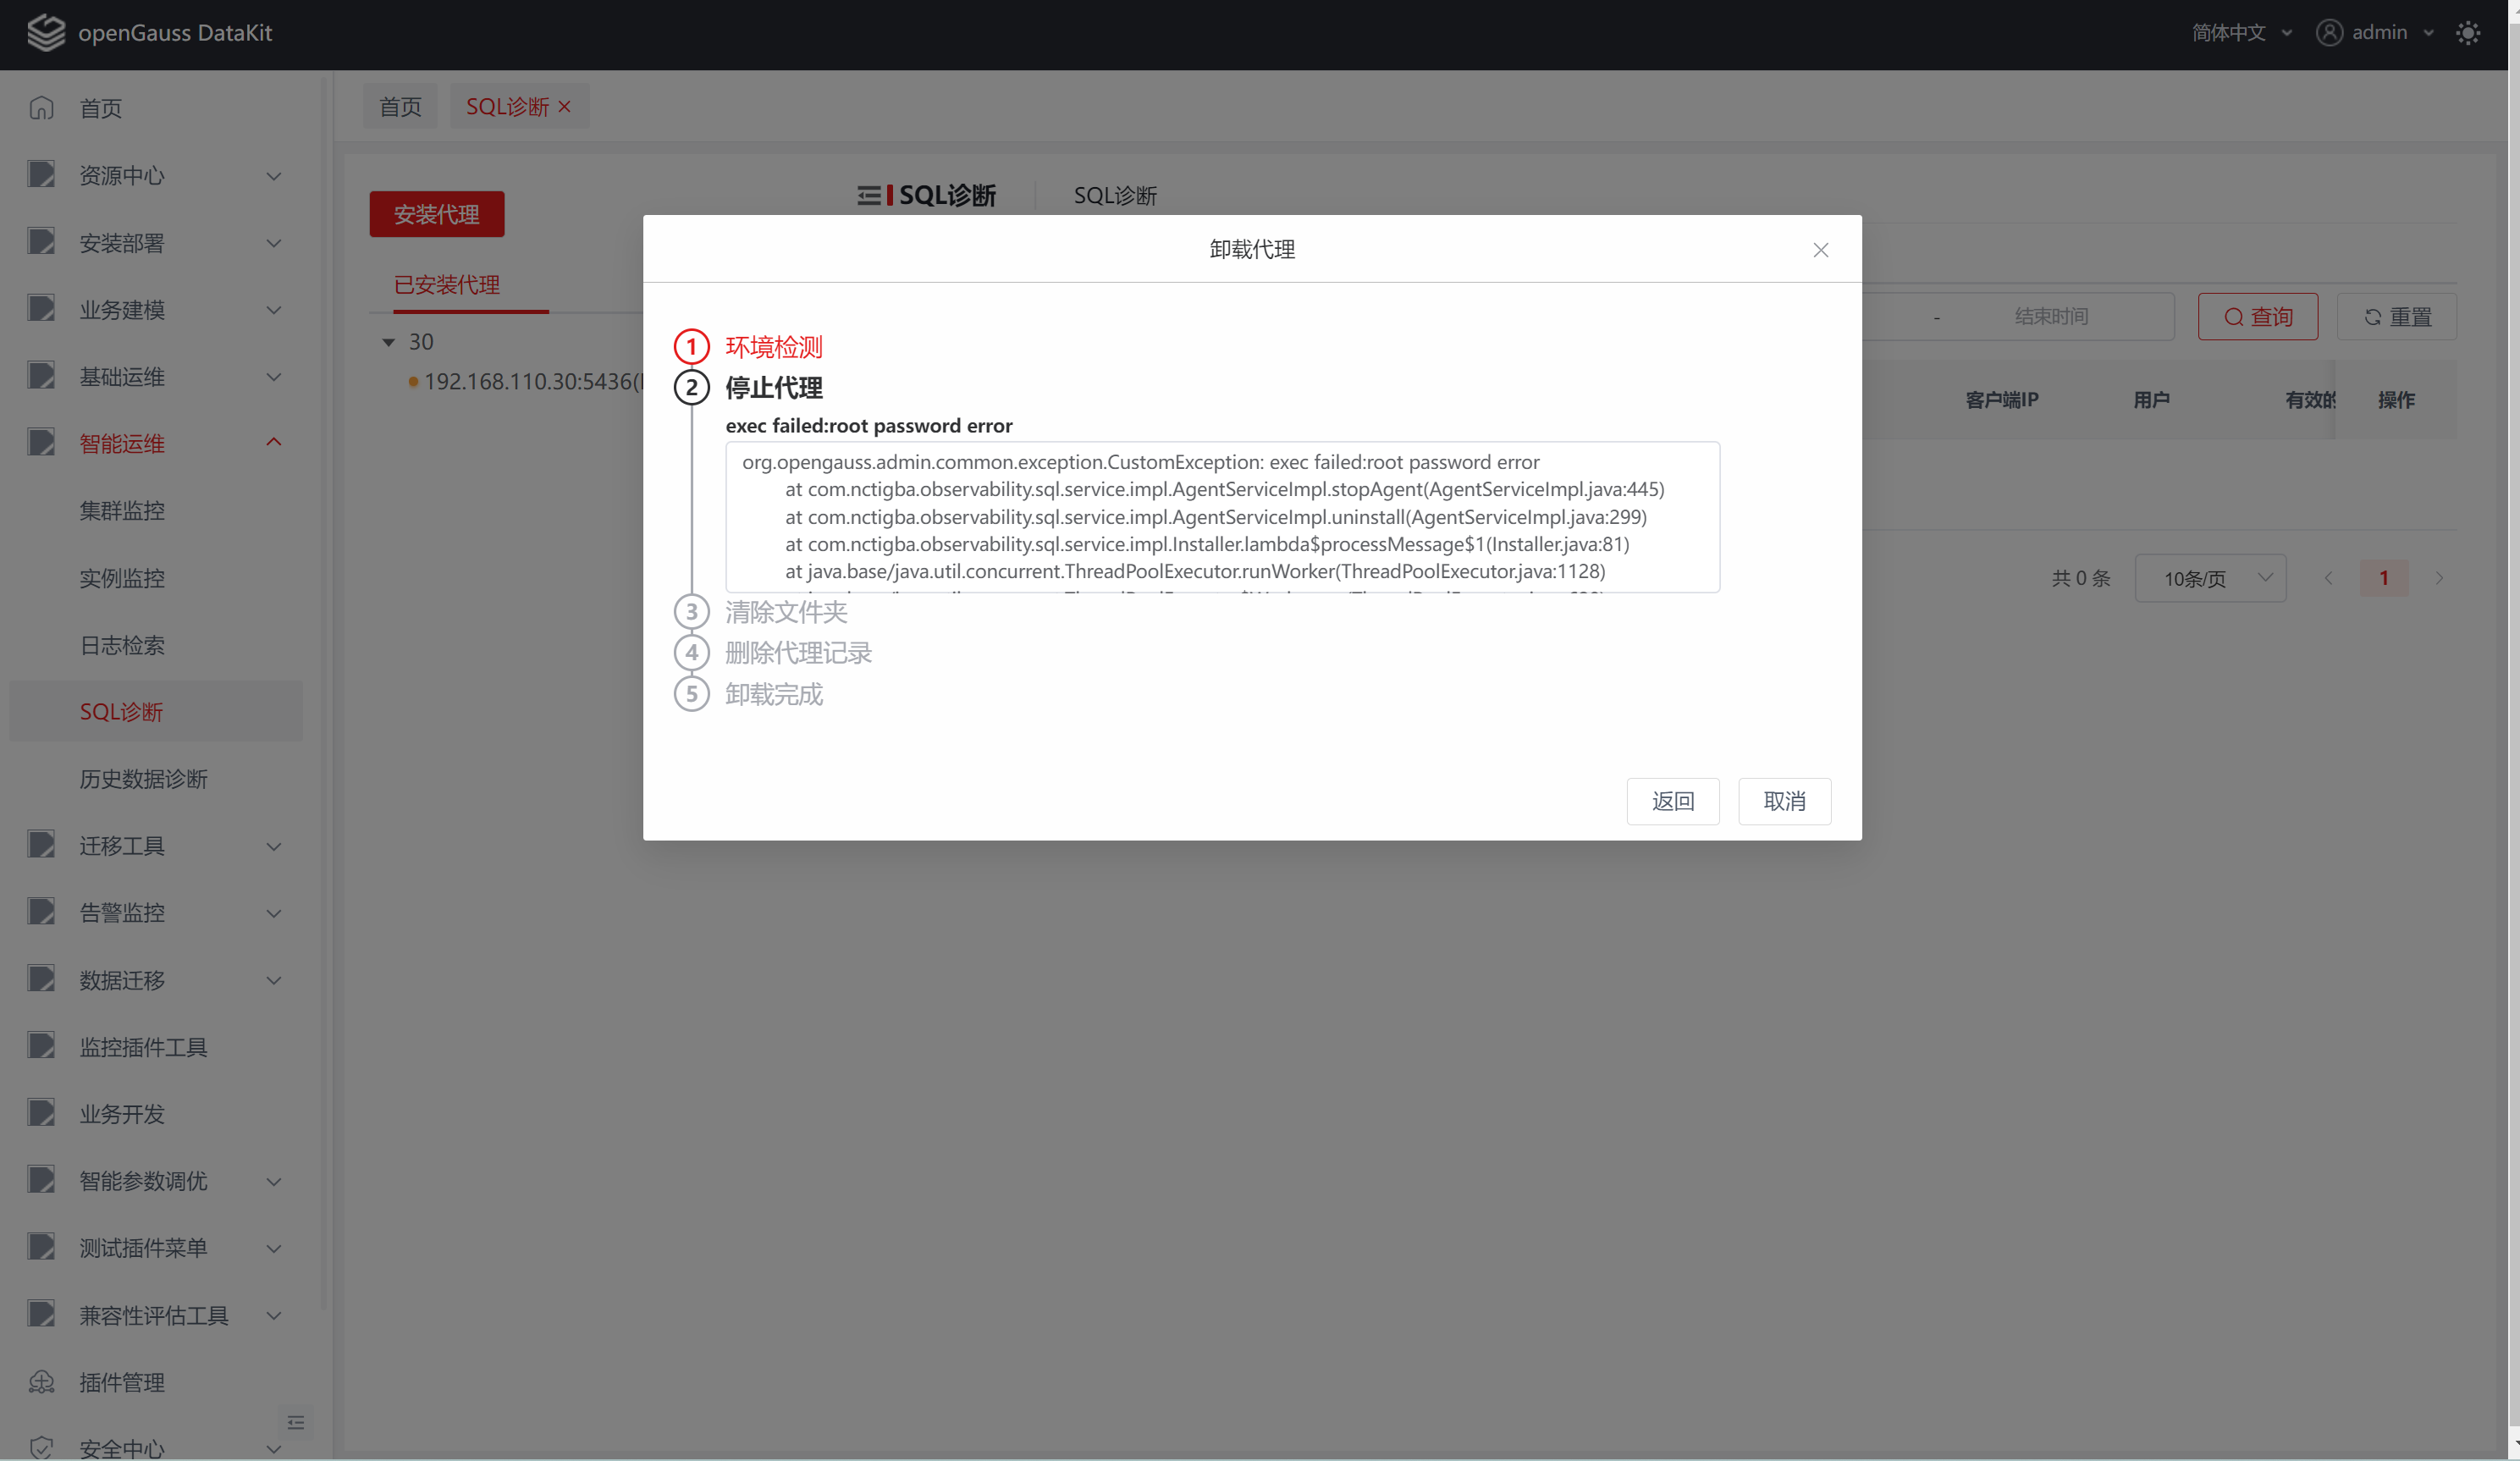 openGauss DataKit
简体中文
admin
首页
资源中心
安装部署
业务建模
基础运维
智能运维
集群监控
实例监控
日志检索
SQL诊断
历史数据诊断
迁移工具
告警监控
数据迁移
监控插件工具
业务开发
智能参数调优
测试插件菜单
兼容性评估工具
插件管理
安全中心
首页
SQL诊断
安装代理
已安装代理
30
192.168.110.30:5436(
SQL诊断
SQL诊断
- 结束时间
查询
重置
客户端IP
用户
有效的
操作
共 0 条
10条/页
1
卸载代理
1 环境检测
2 停止代理
exec failed:root password error
org.opengauss.admin.common.exception.CustomException: exec failed:root password error
at com.nctigba.observability.sql.service.impl.AgentServiceImpl.stopAgent(AgentServiceImpl.java:445)
at com.nctigba.observability.sql.service.impl.AgentServiceImpl.uninstall(AgentServiceImpl.java:299)
at com.nctigba.observability.sql.service.impl.Installer.lambda$processMessage$1(Installer.java:81)
at java.base/java.util.concurrent.ThreadPoolExecutor.runWorker(ThreadPoolExecutor.java:1128)
3 清除文件夹
4 删除代理记录
5 卸载完成
返回
取消